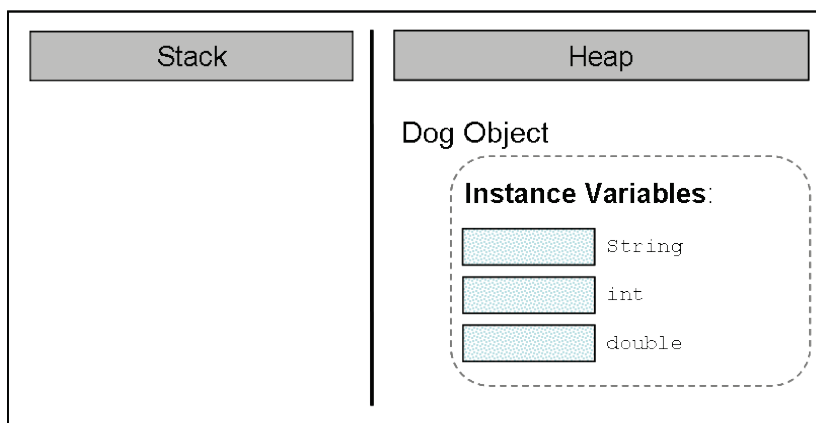 Stack
Heap
Dog Object
Instance Variables:
String
int
double